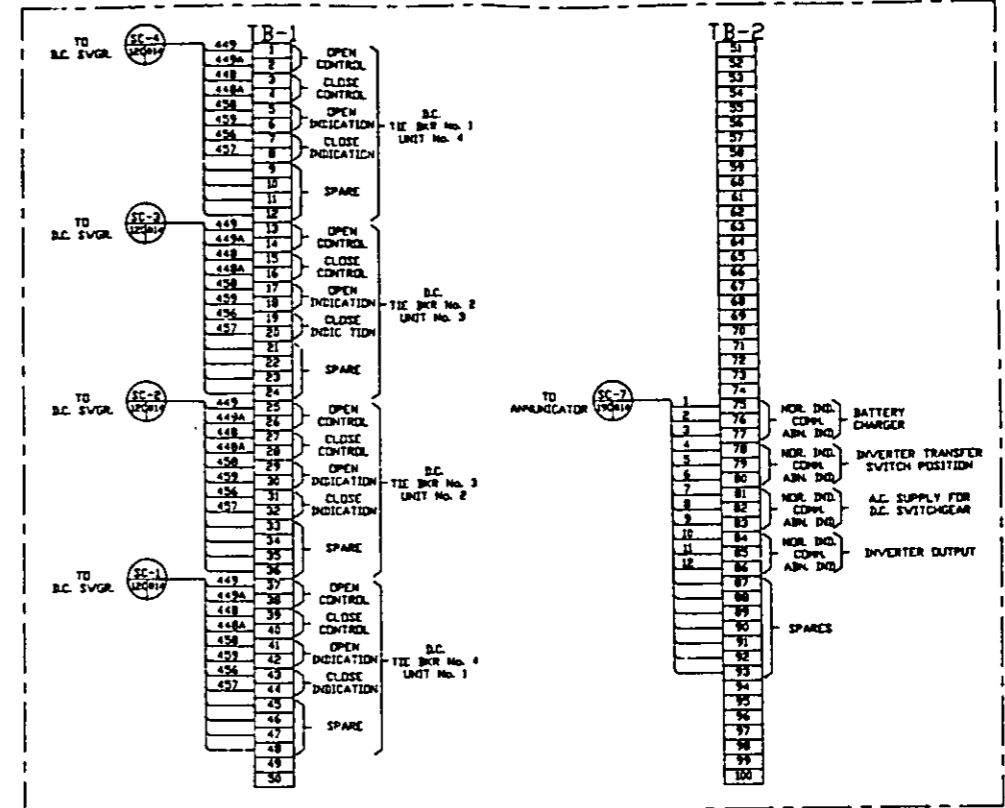 TB-1
TO
D.C. SWGR.
SC-4
12C#14
449 1
449A 2
OPEN
CONTROL
448 3
448A 4
CLOSE
CONTROL
458 5
459 6
OPEN
INDICATION
456 7
457 8
CLOSE
INDICATION
9
10
11
12
SPARE
D.C.
TIE BKR No. 1
UNIT No. 4
TO
D.C. SWGR.
SC-3
12C#14
449 13
449A 14
OPEN
CONTROL
448 15
448A 16
CLOSE
CONTROL
458 17
459 18
OPEN
INDICATION
456 19
457 20
CLOSE
INDIC TION
21
22
23
24
SPARE
D.C.
TIE BKR No. 2
UNIT No. 3
TO
D.C. SWGR.
SC-2
12C#14
449 25
449A 26
OPEN
CONTROL
448 27
448A 28
CLOSE
CONTROL
458 29
459 30
OPEN
INDICATION
456 31
457 32
CLOSE
INDICATION
33
34
35
36
SPARE
D.C.
TIE BKR No. 3
UNIT No. 2
TO
D.C. SWGR.
SC-1
12C#14
449 37
449A 38
OPEN
CONTROL
448 39
448A 40
CLOSE
CONTROL
458 41
459 42
OPEN
INDICATION
456 43
457 44
CLOSE
INDICATION
45
46
47
48
SPARE
D.C.
TIE BKR No. 4
UNIT No. 1
49
50
TB-2
51
52
53
54
55
56
57
58
59
60
61
62
63
64
65
66
67
68
69
70
71
72
73
74
TO
ANNUNICATOR
SC-7
19C#14
1 75 NOR. IND.
2 76 COMM.
3 77 ABN. IND.
BATTERY
CHARGER
4 78 NOR. IND.
5 79 COMM.
6 80 ABN. IND.
INVERTER TRANSFER
SWITCH POSITION
7 81 NOR. IND.
8 82 COMM.
9 83 ABN. IND.
A.C. SUPPLY FOR
D.C. SWITCHGEAR
10 84 NOR. IND.
11 85 COMM.
12 86 ABN. IND.
INVERTER OUTPUT
87
88
89
90
91
92
93
SPARES
94
95
96
97
98
99
100